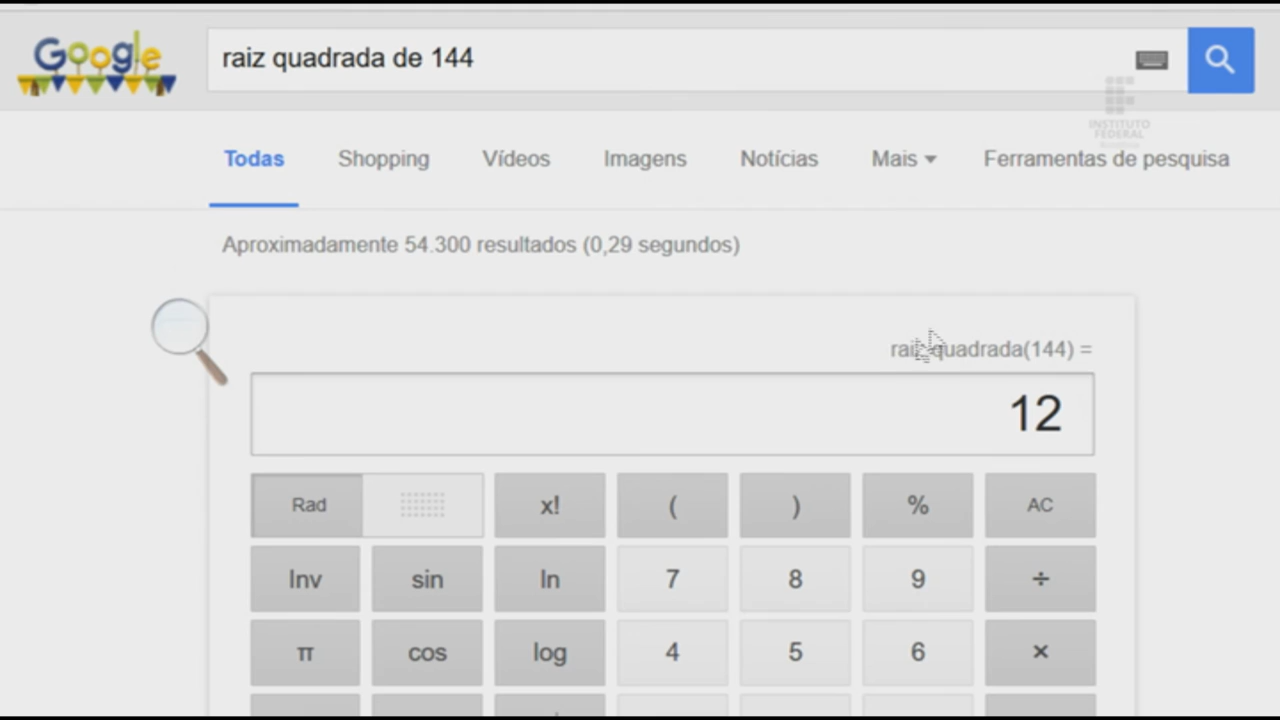 Google
raiz quadrada de 144
INSTITUTO
FEDERAL
Todas Shopping Vídeos Imagens Notícias Mais Ferramentas de pesquisa
Aproximadamente 54.300 resultados (0,29 segundos)
raiz quadrada(144) =
12
Rad x! ( ) % AC
Inv sin ln 7 8 9 ÷
π cos log 4 5 6 ×